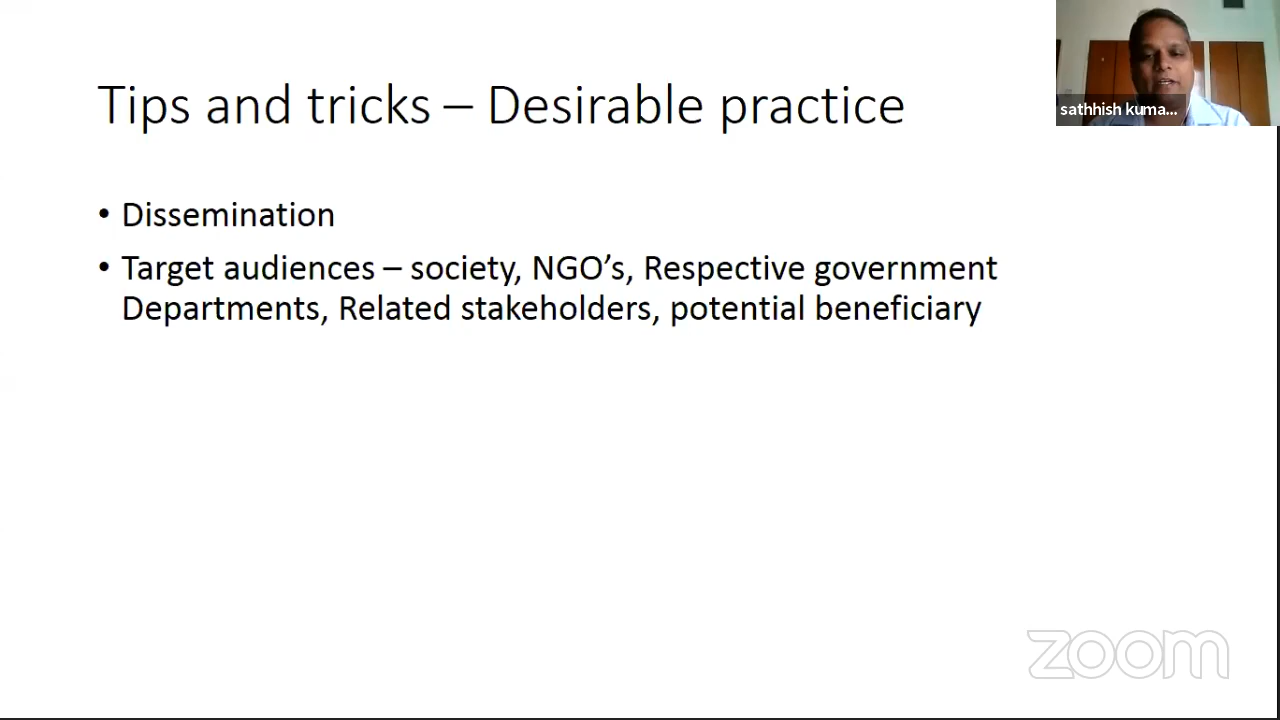 Tips and tricks – Desirable practice
sathhish kuma...
• Dissemination
• Target audiences – society, NGO’s, Respective government
Departments, Related stakeholders, potential beneficiary
zoom